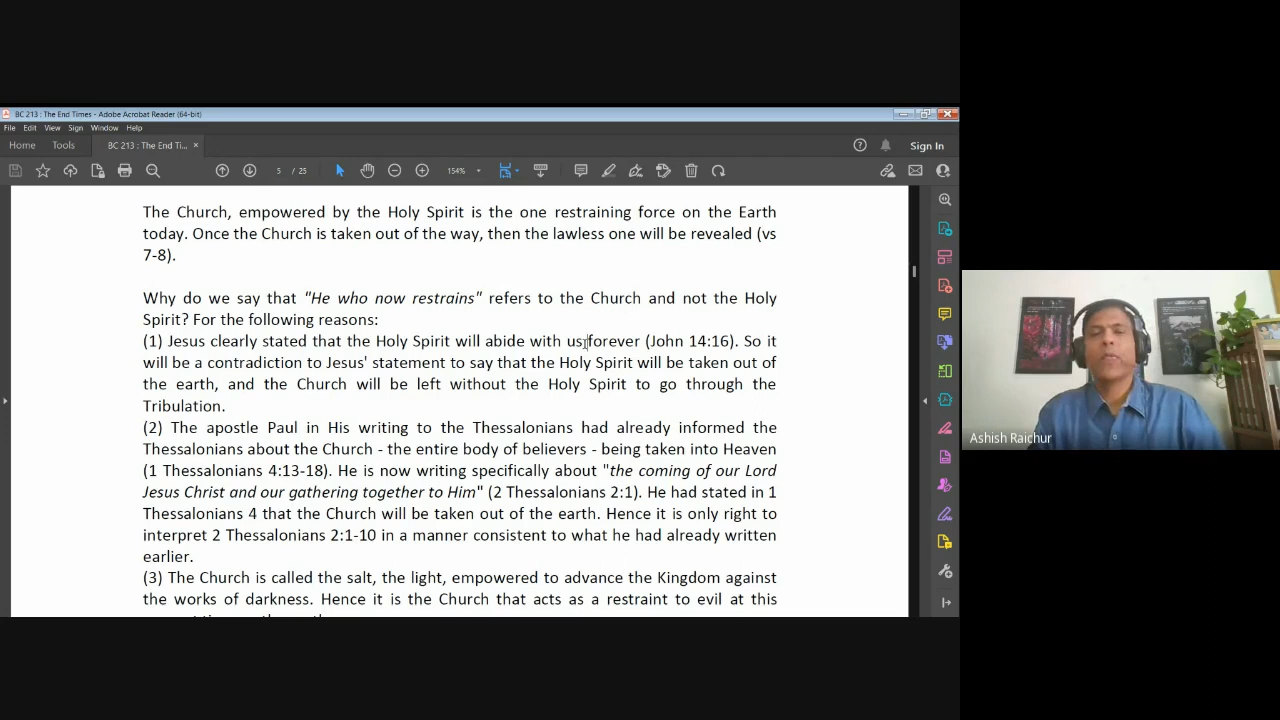 BC 213 : The End Times - Adobe Acrobat Reader (64-bit)
File Edit View Sign Window Help
Home Tools BC 213 : The End Ti... × Sign In
5 / 25 154%
The Church, empowered by the Holy Spirit is the one restraining force on the Earth
today. Once the Church is taken out of the way, then the lawless one will be revealed (vs
7-8).
Why do we say that "He who now restrains" refers to the Church and not the Holy
Spirit? For the following reasons:
(1) Jesus clearly stated that the Holy Spirit will abide with us forever (John 14:16). So it
will be a contradiction to Jesus' statement to say that the Holy Spirit will be taken out of
the earth, and the Church will be left without the Holy Spirit to go through the
Tribulation.
(2) The apostle Paul in His writing to the Thessalonians had already informed the
Thessalonians about the Church - the entire body of believers - being taken into Heaven
(1 Thessalonians 4:13-18). He is now writing specifically about "the coming of our Lord
Jesus Christ and our gathering together to Him" (2 Thessalonians 2:1). He had stated in 1
Thessalonians 4 that the Church will be taken out of the earth. Hence it is only right to
interpret 2 Thessalonians 2:1-10 in a manner consistent to what he had already written
earlier.
(3) The Church is called the salt, the light, empowered to advance the Kingdom against
the works of darkness. Hence it is the Church that acts as a restraint to evil at this
Ashish Raichur